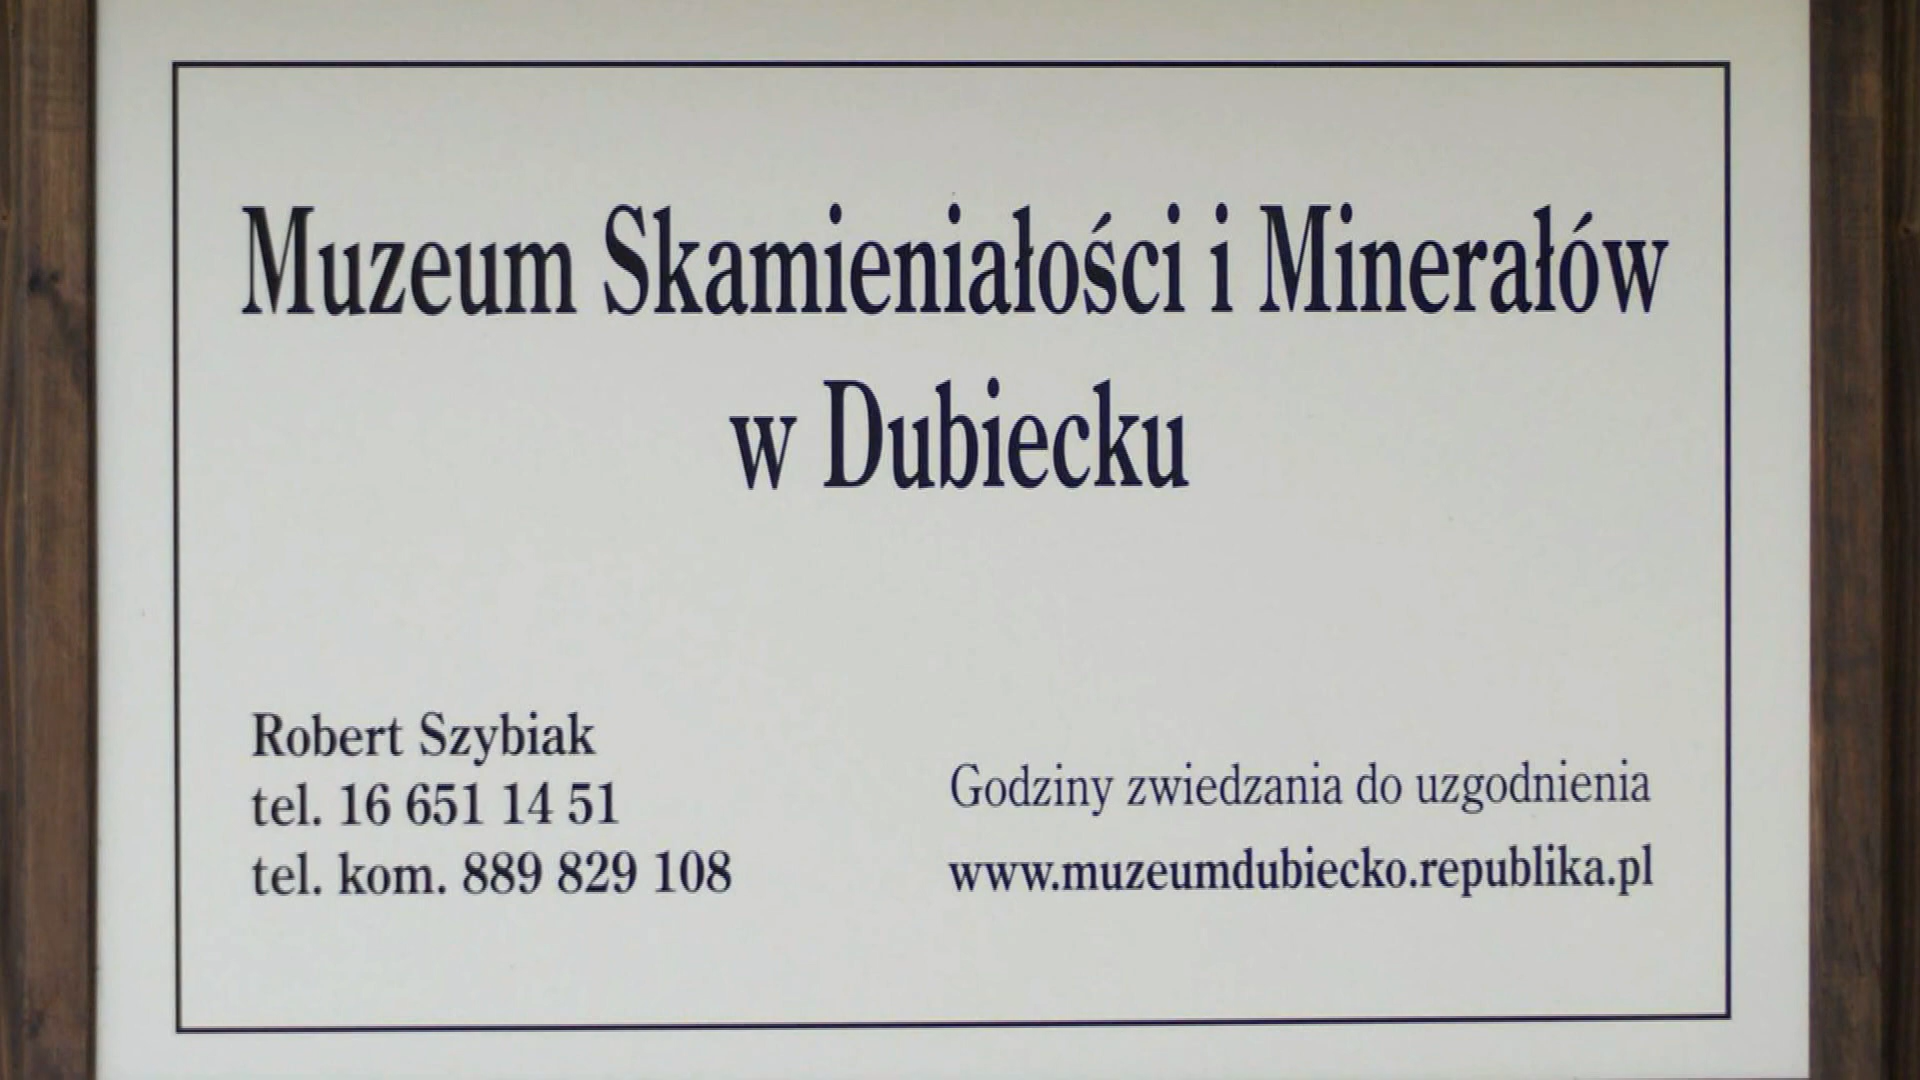 Muzeum Skamieniałości i Minerałów
w Dubiecku
Robert Szybiak
tel. 16 651 14 51
tel. kom. 889 829 108
Godziny zwiedzania do uzgodnienia
www.muzeumdubiecko.republika.pl